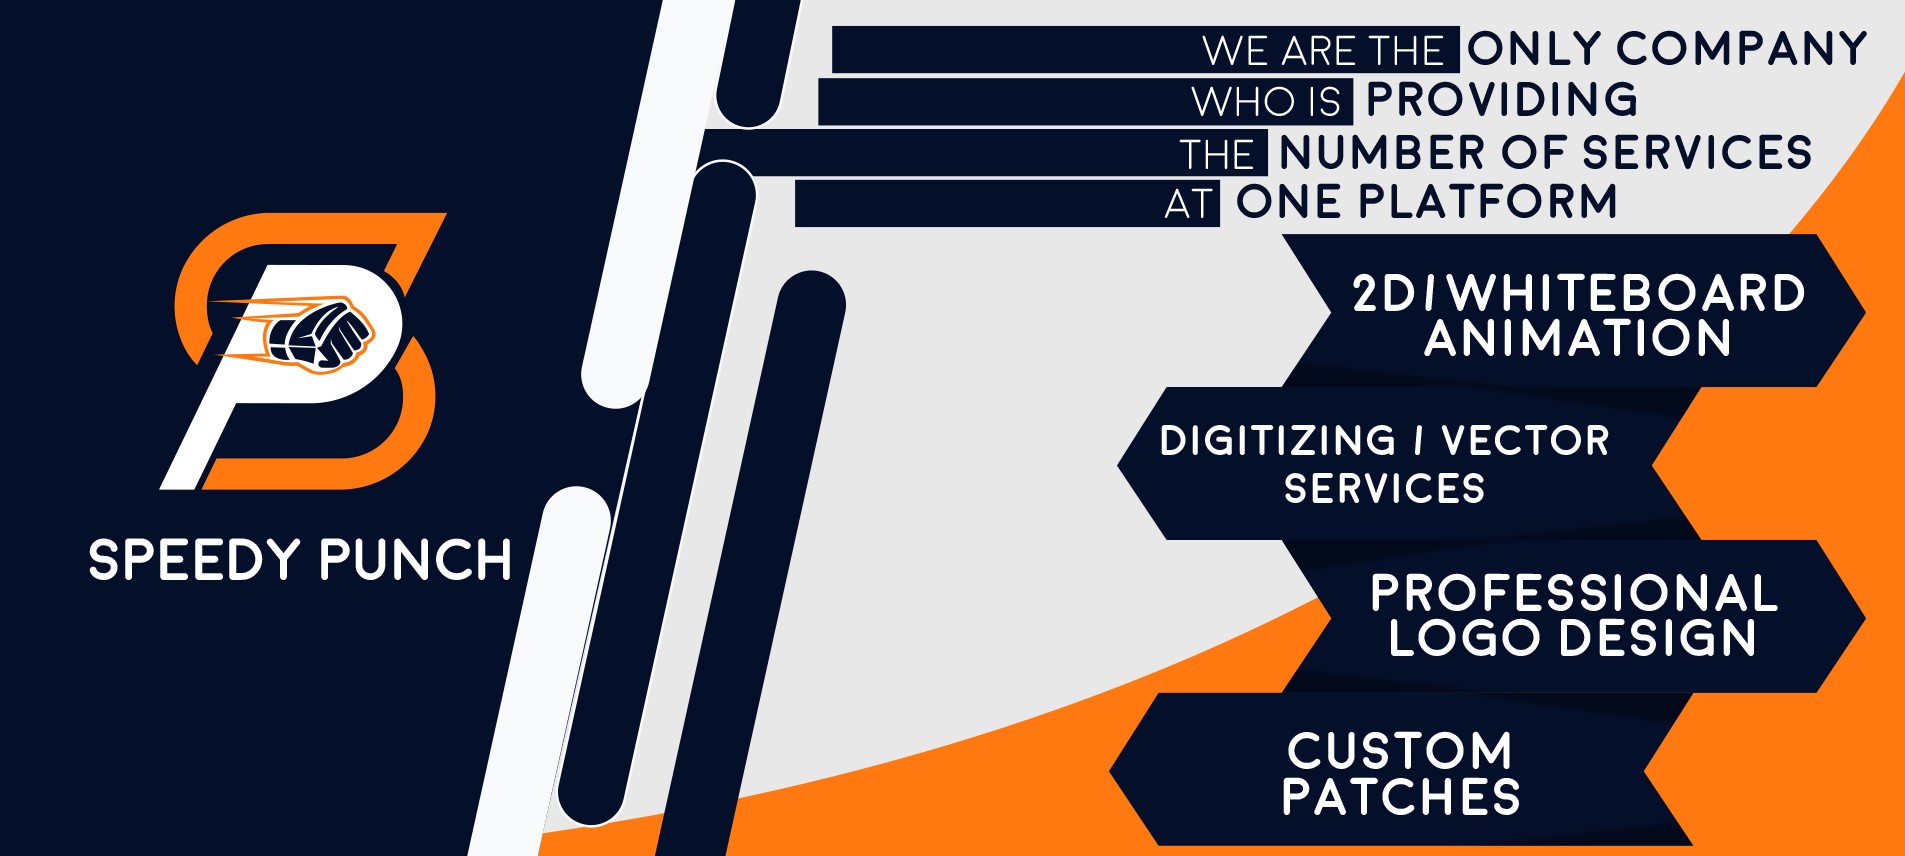 WE ARE THE ONLY COMPANY
WHO IS PROVIDING
THE NUMBER OF SERVICES
AT ONE PLATFORM
SPEEDY PUNCH
2D/WHITEBOARD
ANIMATION
DIGITIZING / VECTOR
SERVICES
PROFESSIONAL
LOGO DESIGN
CUSTOM
PATCHES